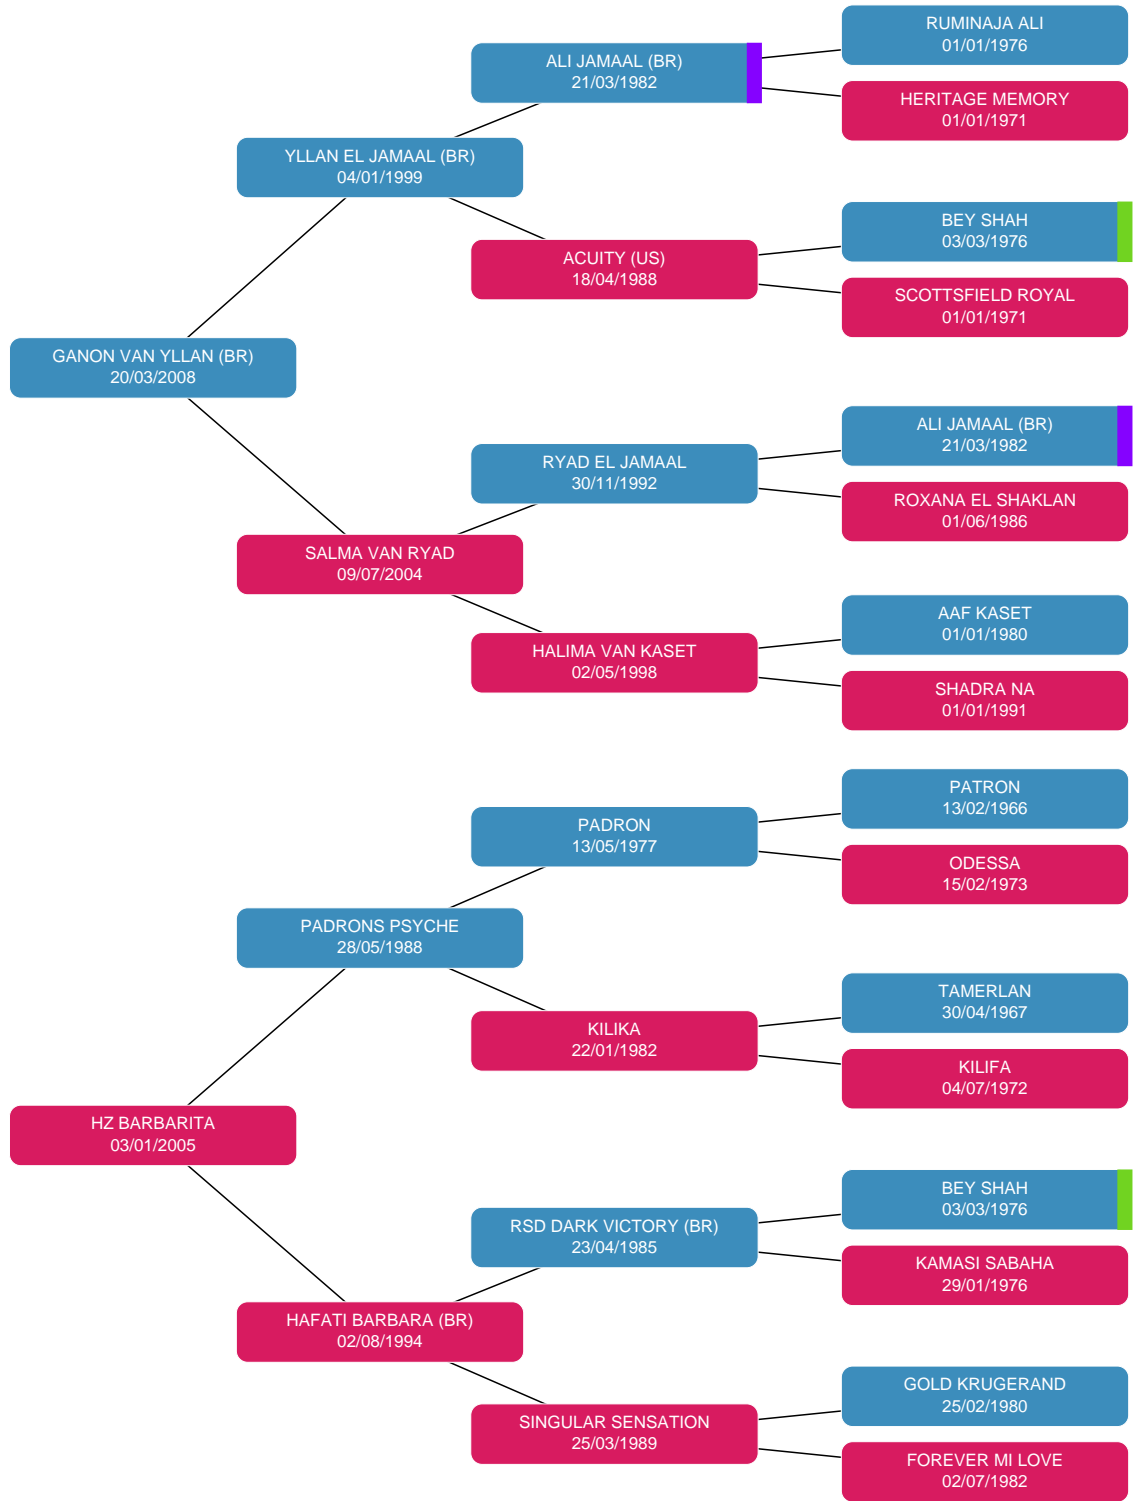 RUMINAJA ALI
01/01/1976
ALI JAMAAL (BR)
21/03/1982
HERITAGE MEMORY
01/01/1971
YLLAN EL JAMAAL (BR)
04/01/1999
BEY SHAH
03/03/1976
ACUITY (US)
18/04/1988
SCOTTSFIELD ROYAL
01/01/1971
GANON VAN YLLAN (BR)
20/03/2008
ALI JAMAAL (BR)
21/03/1982
RYAD EL JAMAAL
30/11/1992
ROXANA EL SHAKLAN
01/06/1986
SALMA VAN RYAD
09/07/2004
AAF KASET
01/01/1980
HALIMA VAN KASET
02/05/1998
SHADRA NA
01/01/1991
PATRON
13/02/1966
PADRON
13/05/1977
ODESSA
15/02/1973
PADRONS PSYCHE
28/05/1988
TAMERLAN
30/04/1967
KILIKA
22/01/1982
KILIFA
04/07/1972
HZ BARBARITA
03/01/2005
BEY SHAH
03/03/1976
RSD DARK VICTORY (BR)
23/04/1985
KAMASI SABAHA
29/01/1976
HAFATI BARBARA (BR)
02/08/1994
GOLD KRUGERAND
25/02/1980
SINGULAR SENSATION
25/03/1989
FOREVER MI LOVE
02/07/1982